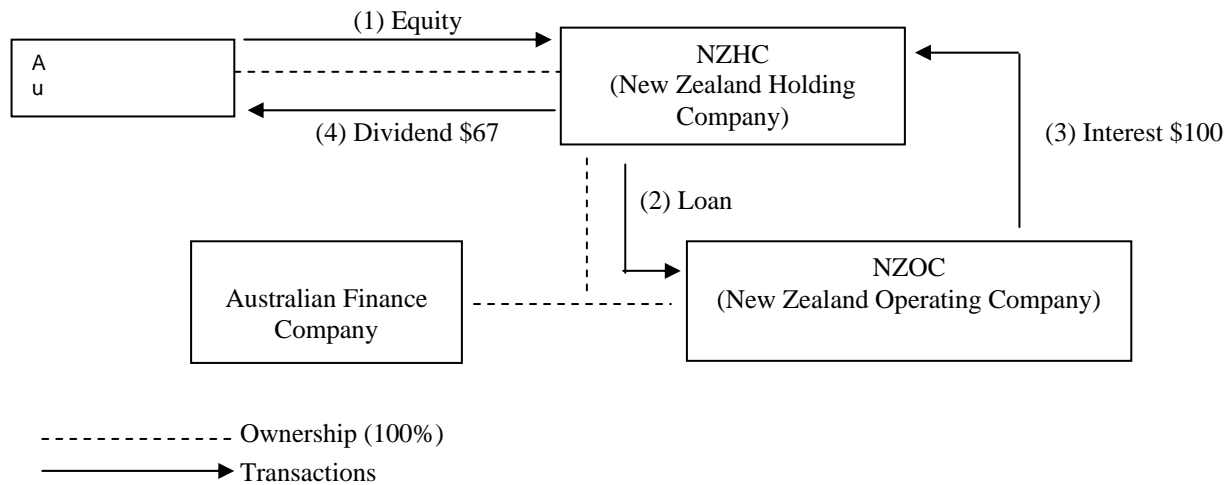 (1) Equity
A
u
NZHC
(New Zealand Holding
Company)
(4) Dividend $67
(3) Interest $100
(2) Loan
Australian Finance
Company
NZOC
(New Zealand Operating Company)
Ownership (100%)
Transactions